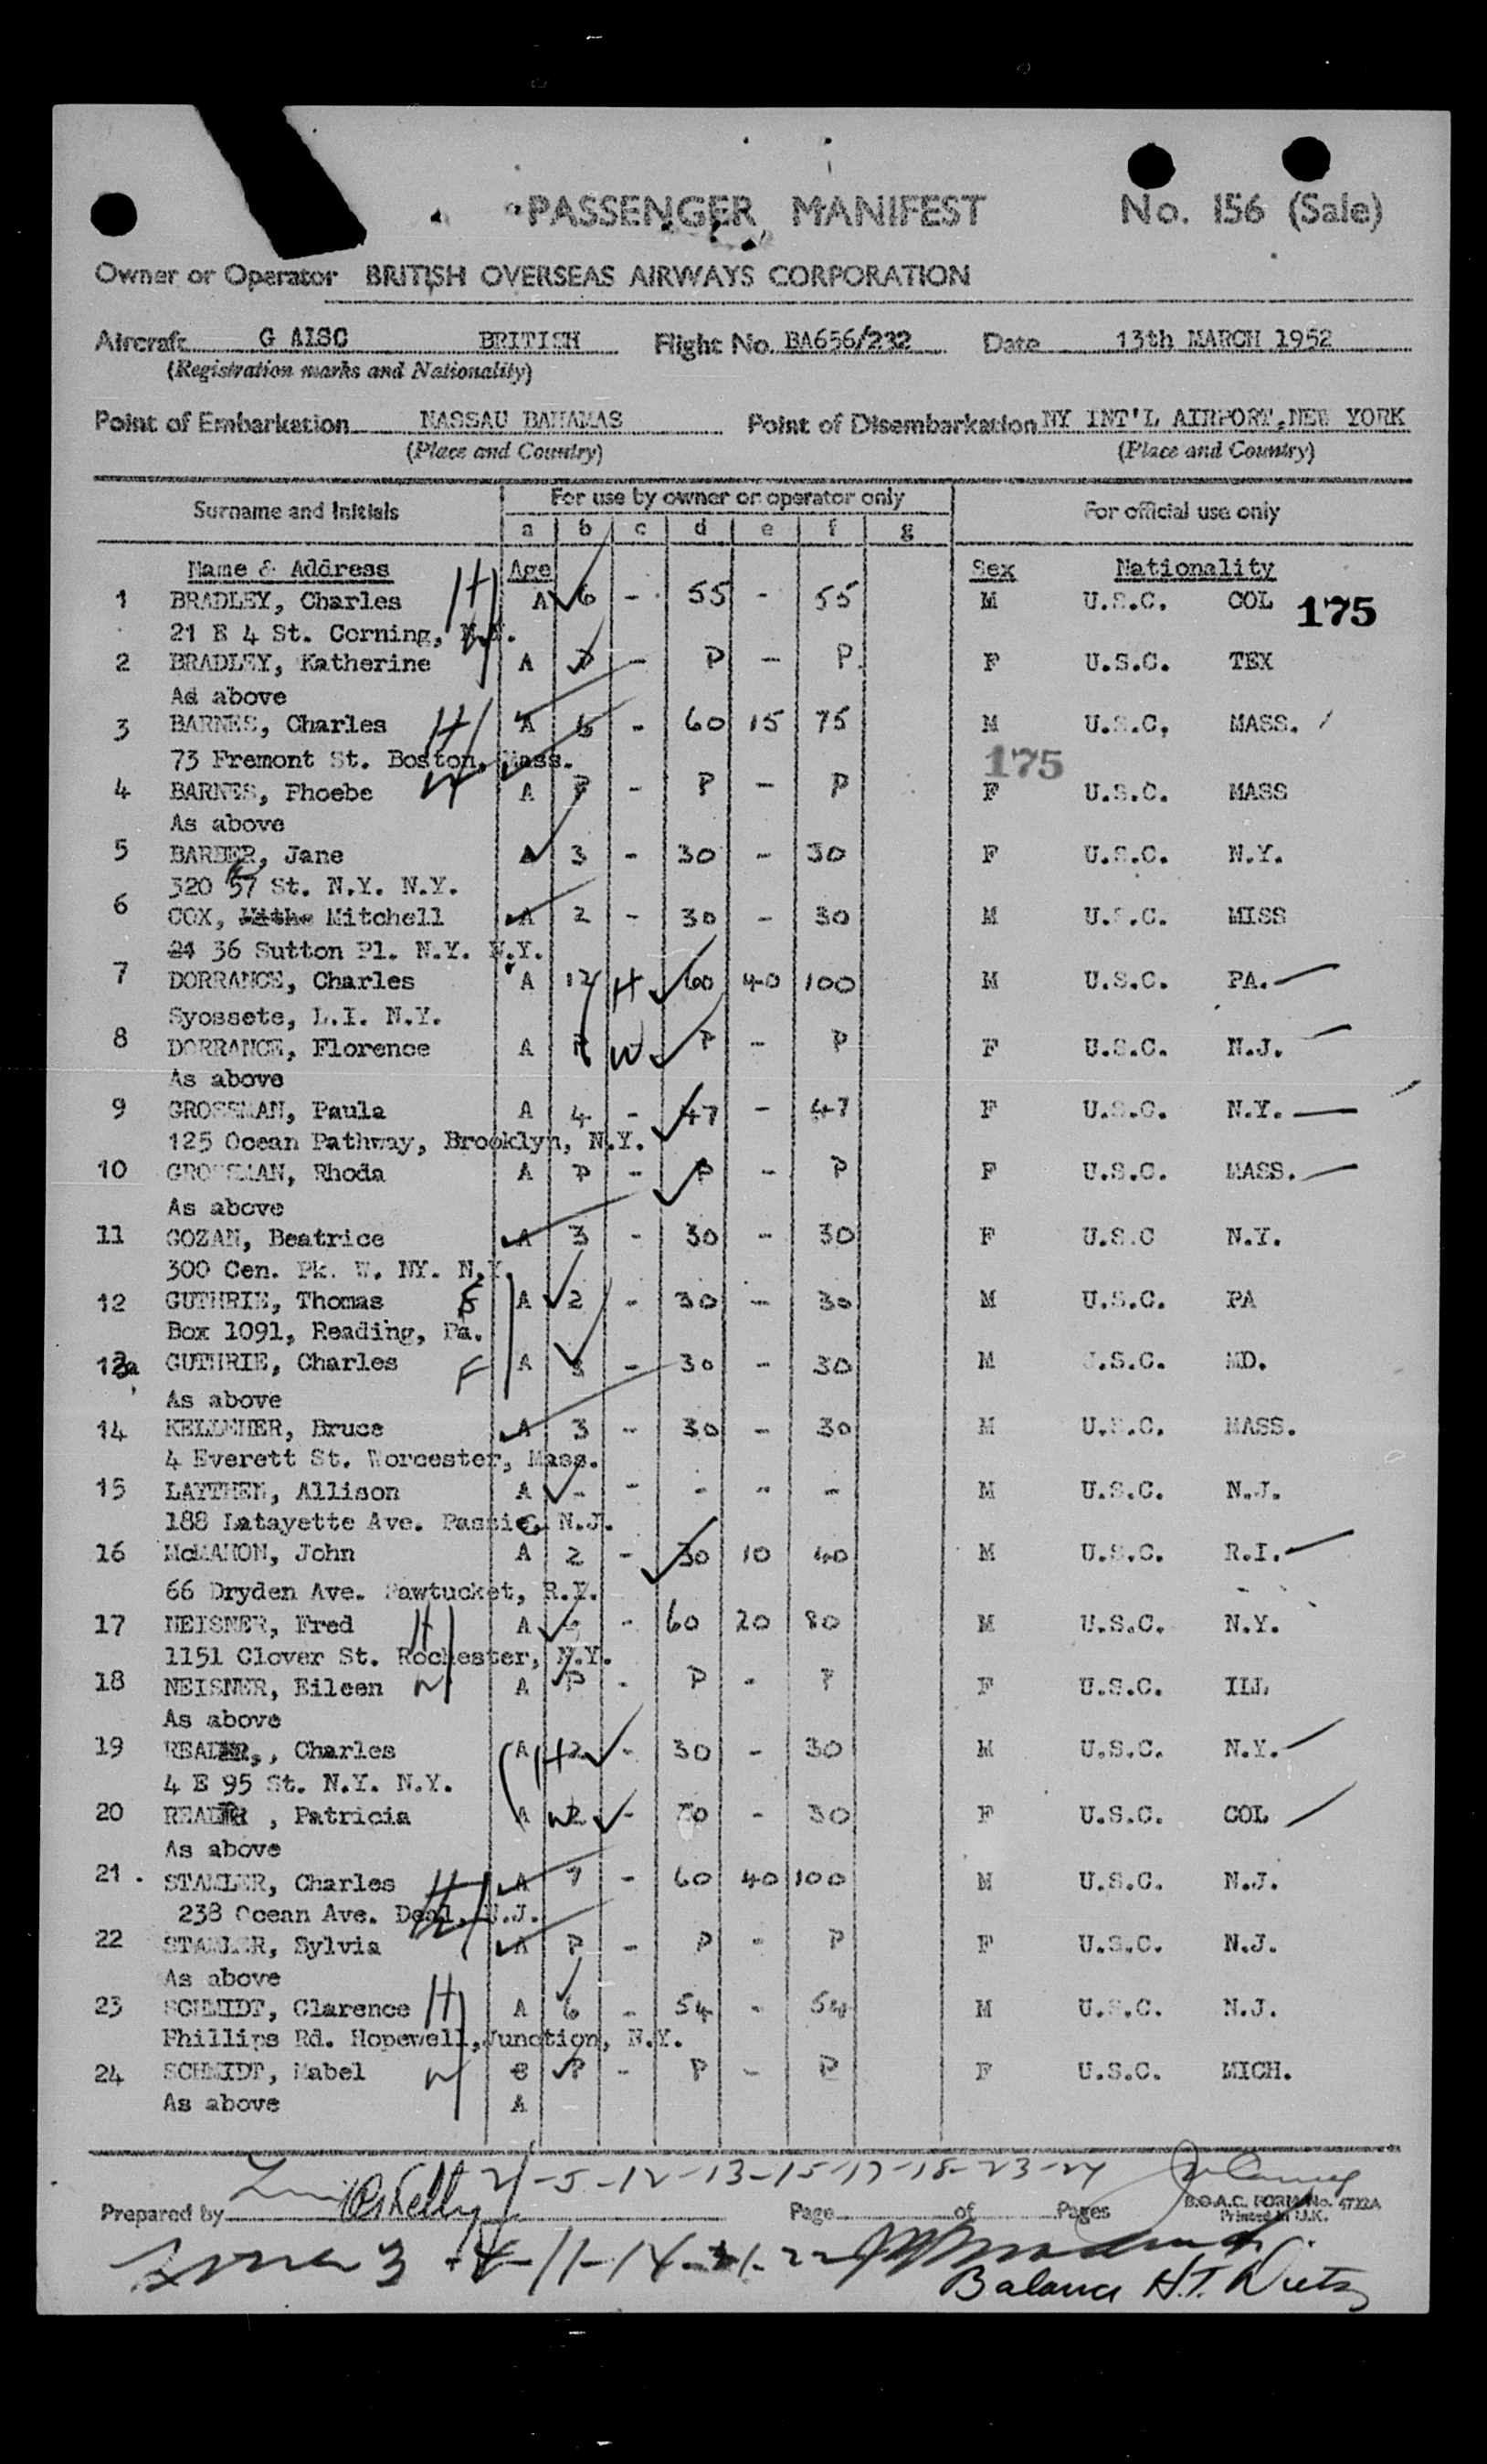 PASSENGER MANIFEST No. 156 (Sale)
Owner or Operator BRITISH OVERSEAS AIRWAYS CORPORATION
Aircraft G AISC BRITISH Flight No. BA656/232 Date 13th MARCH 1952
(Registration marks and Nationality)
Point of Embarkation NASSAU BAHAMAS Point of Disembarkation NY INT'L AIRPORT, NEW YORK
(Place and Country) (Place and Country)
Surname and Initials For use by owner or operator only For official use only
a b c d e f g
Name & Address Age Sex Nationality
1 BRADLEY, Charles H A 6 - 55 - 55 M U.S.C. COL 175
21 E 4 St. Corning, N.Y.
2 BRADLEY, Katherine W A P - P - P F U.S.C. TEX
As above
3 BARNES, Charles H A 6 - 60 15 75 M U.S.C. MASS.
73 Fremont St. Boston, Mass. 175
4 BARNES, Phoebe W A P - P - P F U.S.C. MASS
As above
5 BARBER, Jane A 3 - 30 - 30 F U.S.C. N.Y.
320 57 St. N.Y. N.Y.
6 COX, Mitchell A 2 - 30 - 30 M U.S.C. MISS
24 36 Sutton Pl. N.Y. N.Y.
7 DORRANCE, Charles A 12 H 60 40 100 M U.S.C. PA.
Syossete, L.I. N.Y.
8 DORRANCE, Florence A P W P - P F U.S.C. N.J.
As above
9 GROSSMAN, Paula A 4 - 47 - 47 F U.S.C. N.Y.
125 Ocean Pathway, Brooklyn, N.Y.
10 GROSSMAN, Rhoda A P - P - P F U.S.C. MASS.
As above
11 GOZAN, Beatrice A 3 - 30 - 30 F U.S.C N.Y.
300 Cen. Pk. W. NY. N.Y.
12 GUTHRIE, Thomas A 2 - 30 - 30 M U.S.C. PA
Box 1091, Reading, Pa.
13a GUTHRIE, Charles F A 3 - 30 - 30 M U.S.C. MD.
As above
14 KELLEHER, Bruce A 3 - 30 - 30 M U.S.C. MASS.
4 Everett St. Worcester, Mass.
15 Allison A - - - - - M U.S.C. N.J.
188 Latayette Ave. Passic, N.J.
16 McMAHON, John A 2 - 30 10 40 M U.S.C. R.I.
66 Dryden Ave. Pawtucket, R.I.
17 NEISNER, Fred H A 6 - 60 20 80 M U.S.C. N.Y.
1151 Clover St. Rochester, N.Y.
18 NEISNER, Eileen W A P - P - P F U.S.C. ILL
As above
19 Charles A H 2 - 30 - 30 M U.S.C. N.Y.
4 E 95 St. N.Y. N.Y.
20 , Patricia A W 2 - 30 - 30 F U.S.C. COL
As above
21 STAMLER, Charles H A 7 - 60 40 100 M U.S.C. N.J.
238 Ocean Ave. Deal, N.J.
22 STAMLER, Sylvia W A P - P - P F U.S.C. N.J.
As above
23 SCHMIDT, Clarence H A 6 - 54 - 54 M U.S.C. N.J.
Phillips Rd. Hopewell, Junction, N.Y.
24 SCHMIDT, Mabel W C P - P - P F U.S.C. MICH.
As above A
2-5-12-13-15-17-18-23-24
Prepared by Page of Pages B.O.A.C. FORM No. 4722A
Printed in U.K.
3 - 4-11-14-21-22
Balance H.T.